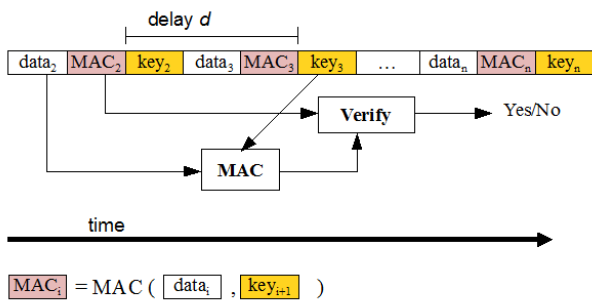 delay d
data₂ MAC₂ key₂ data₃ MAC₃ key₃ ... dataₙ MACₙ keyₙ
Verify Yes/No
MAC
time
MACᵢ = MAC ( dataᵢ , keyᵢ₊₁ )